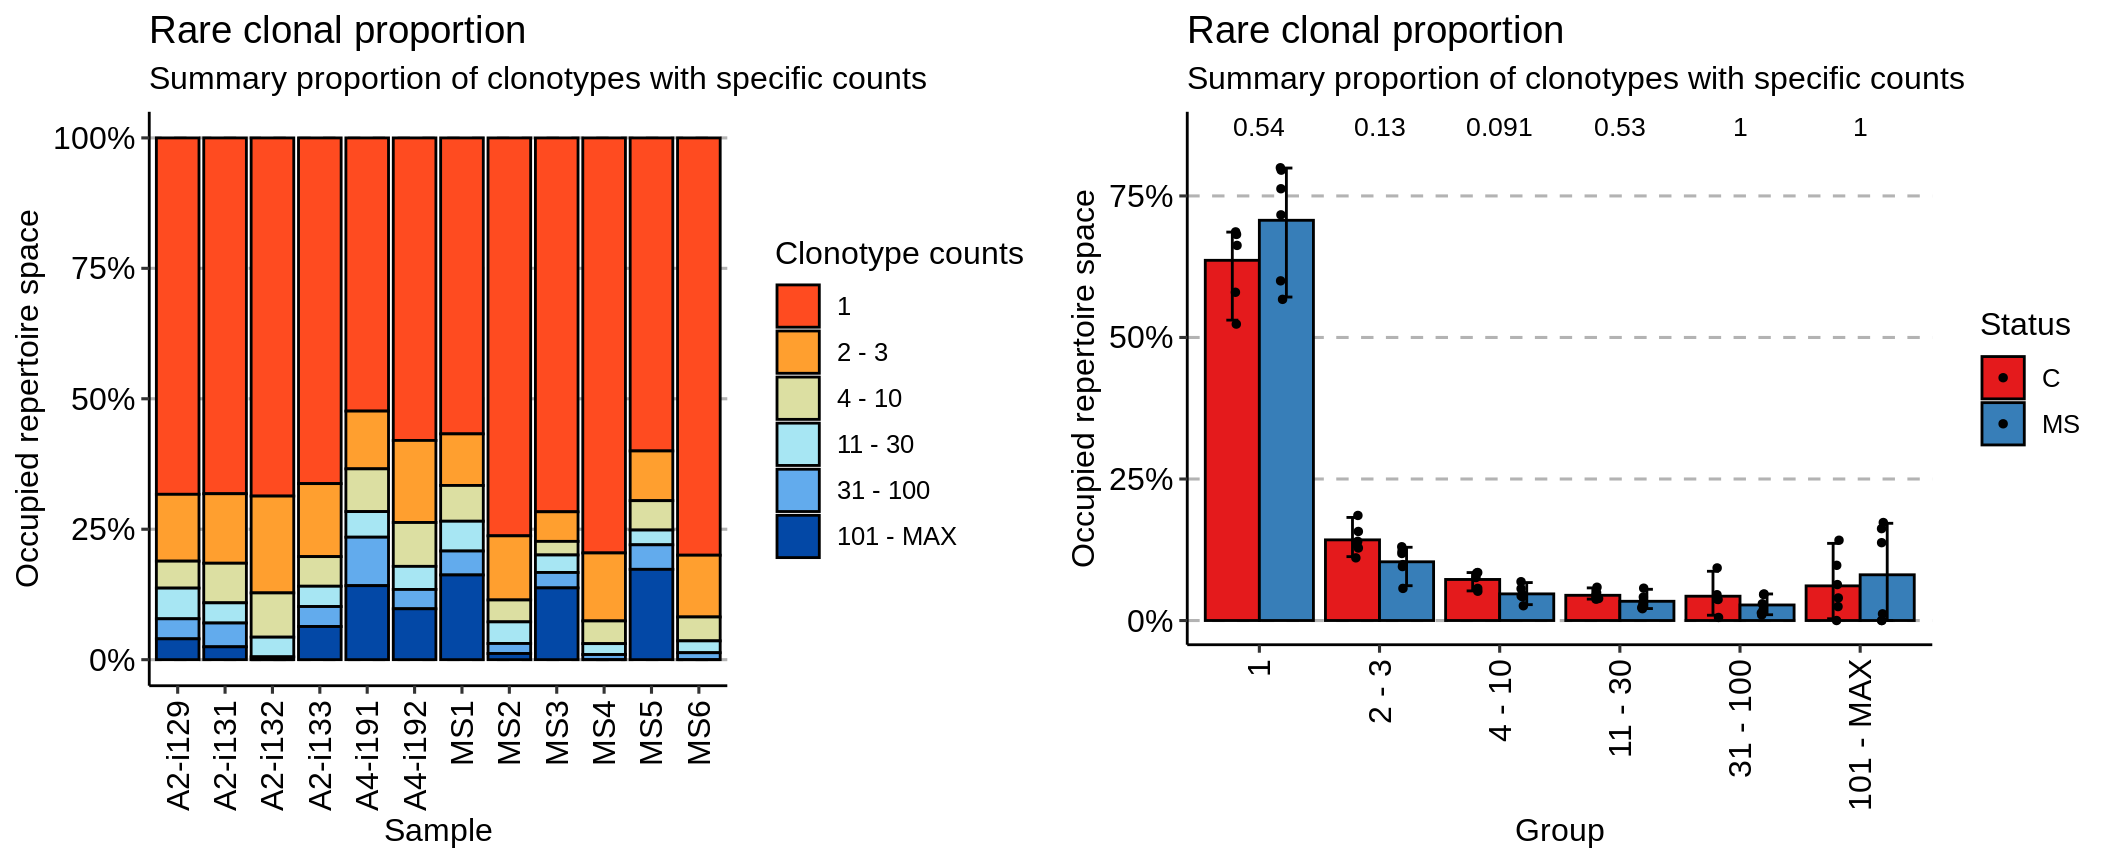 Rare clonal proportion
Summary proportion of clonotypes with specific counts
Occupied repertoire space
100%
75%
50%
25%
0%
A2-i129
A2-i131
A2-i132
A2-i133
A4-i191
A4-i192
MS1
MS2
MS3
MS4
MS5
MS6
Sample
Clonotype counts
1
2 - 3
4 - 10
11 - 30
31 - 100
101 - MAX
Rare clonal proportion
Summary proportion of clonotypes with specific counts
0.54 0.13 0.091 0.53 1 1
Occupied repertoire space
75%
50%
25%
0%
1
2 - 3
4 - 10
11 - 30
31 - 100
101 - MAX
Group
Status
C
MS